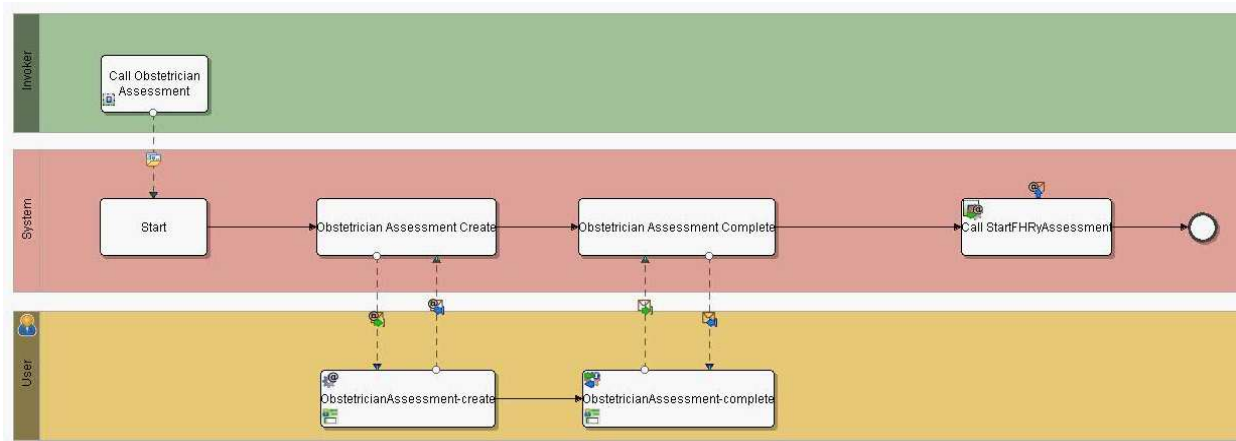 Invoker
Call Obstetrician
Assessment
System
Start
Obstetrician Assessment Create
Obstetrician Assessment Complete
Call StartFHRyAssessment
User
ObstetricianAssessment-create
ObstetricianAssessment-complete